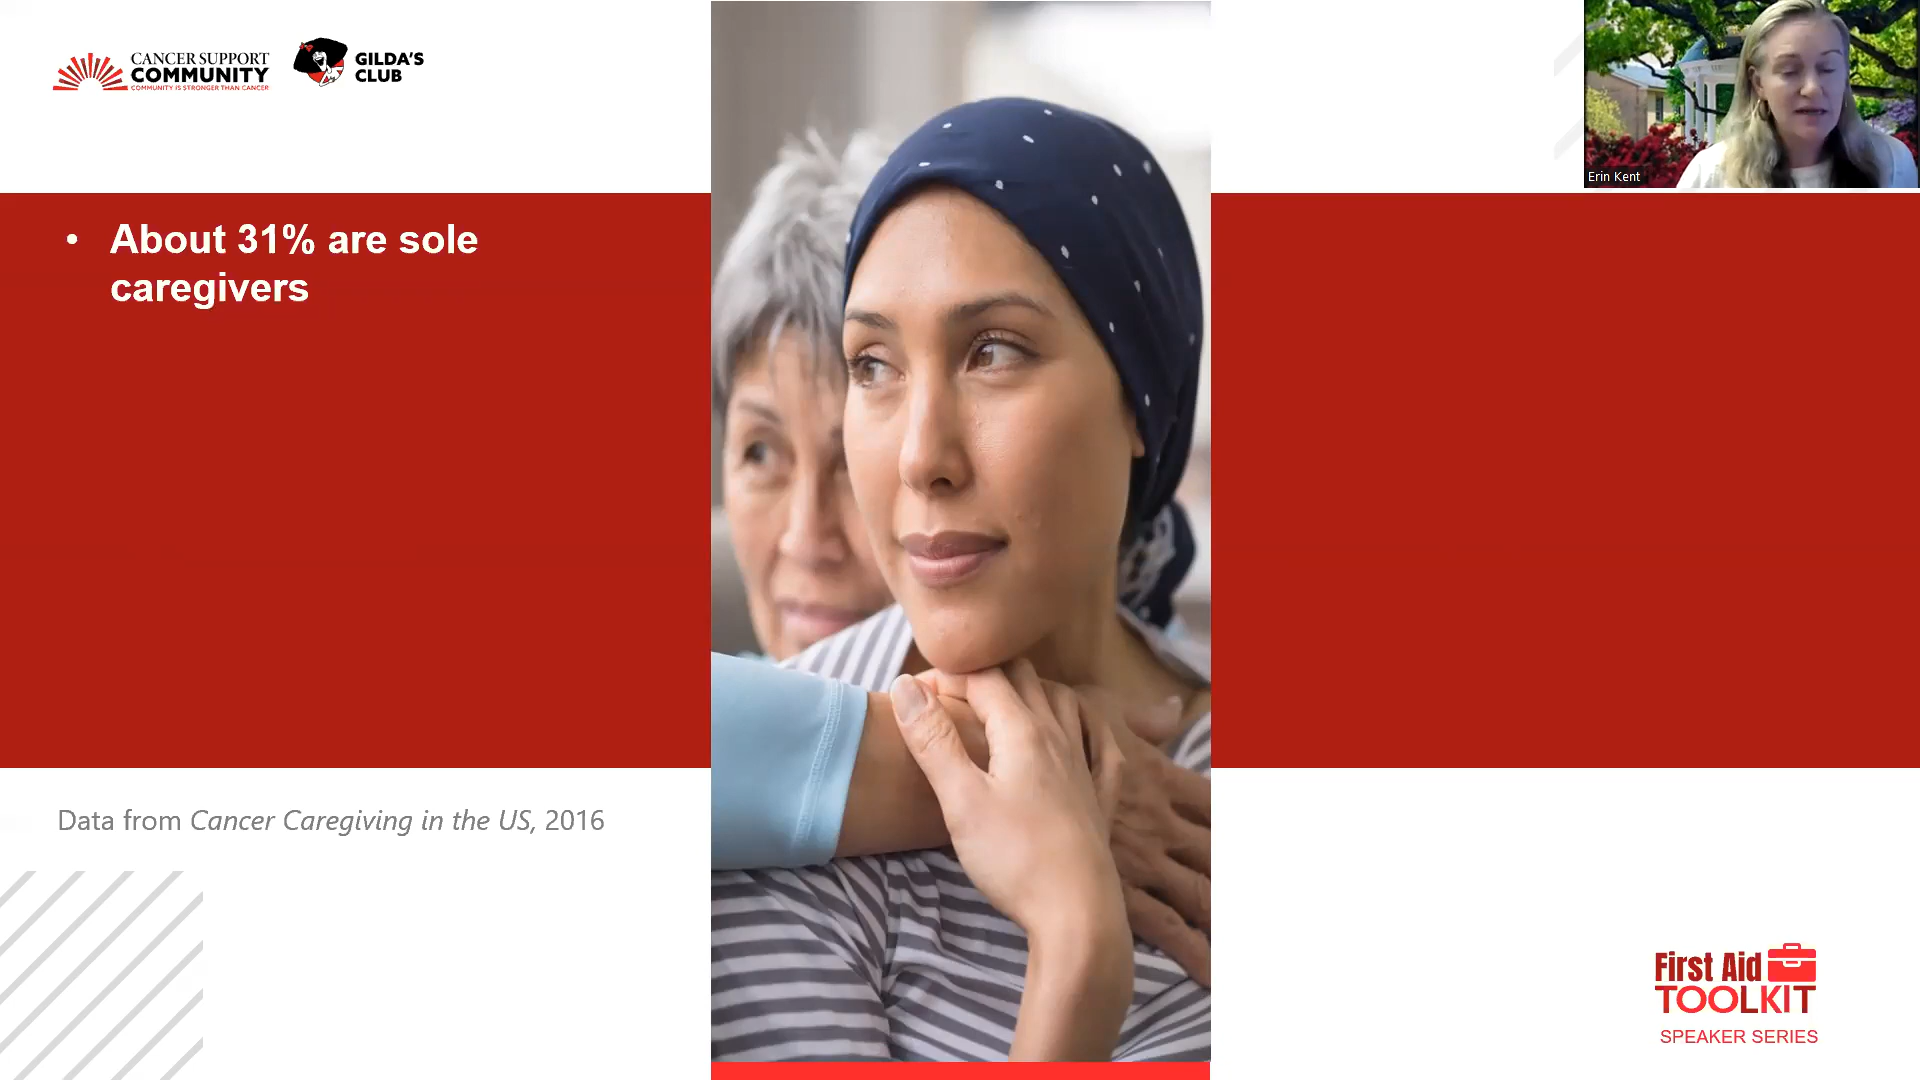 CANCER SUPPORT
COMMUNITY
COMMUNITY IS STRONGER THAN CANCER
GILDA'S
CLUB
Erin Kent
• About 31% are sole
caregivers
Data from Cancer Caregiving in the US, 2016
First Aid
TOOLKIT
SPEAKER SERIES